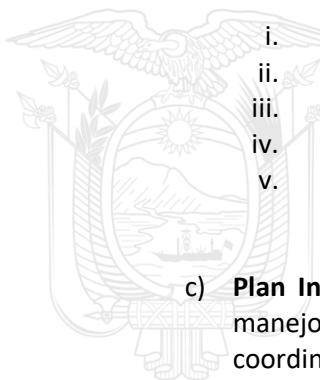 i.
ii.
iii.
iv.
v.
c) Plan In
manejo
coordin